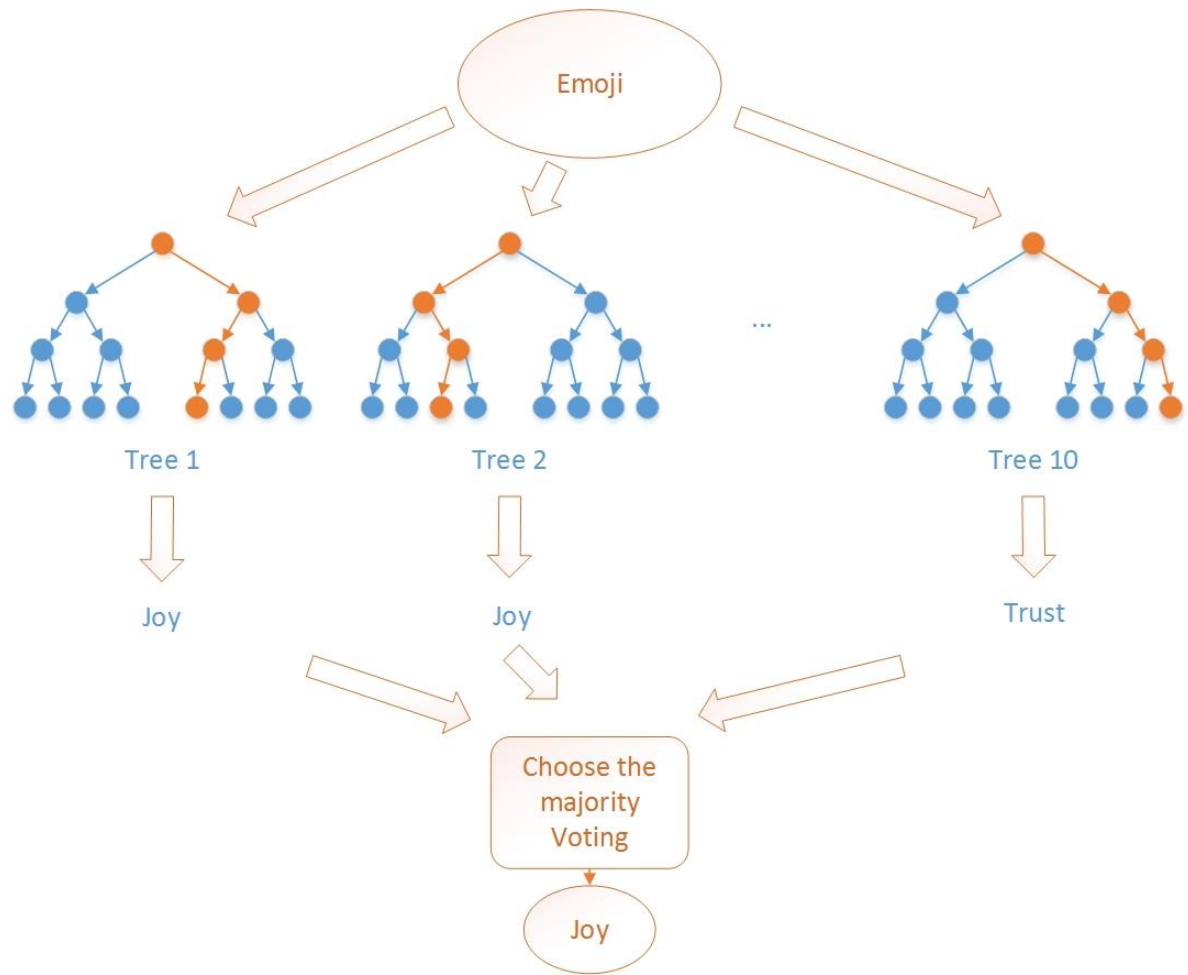 Emoji
...
Tree 1
Tree 2
Tree 10
Joy
Joy
Trust
Choose the
majority
Voting
Joy